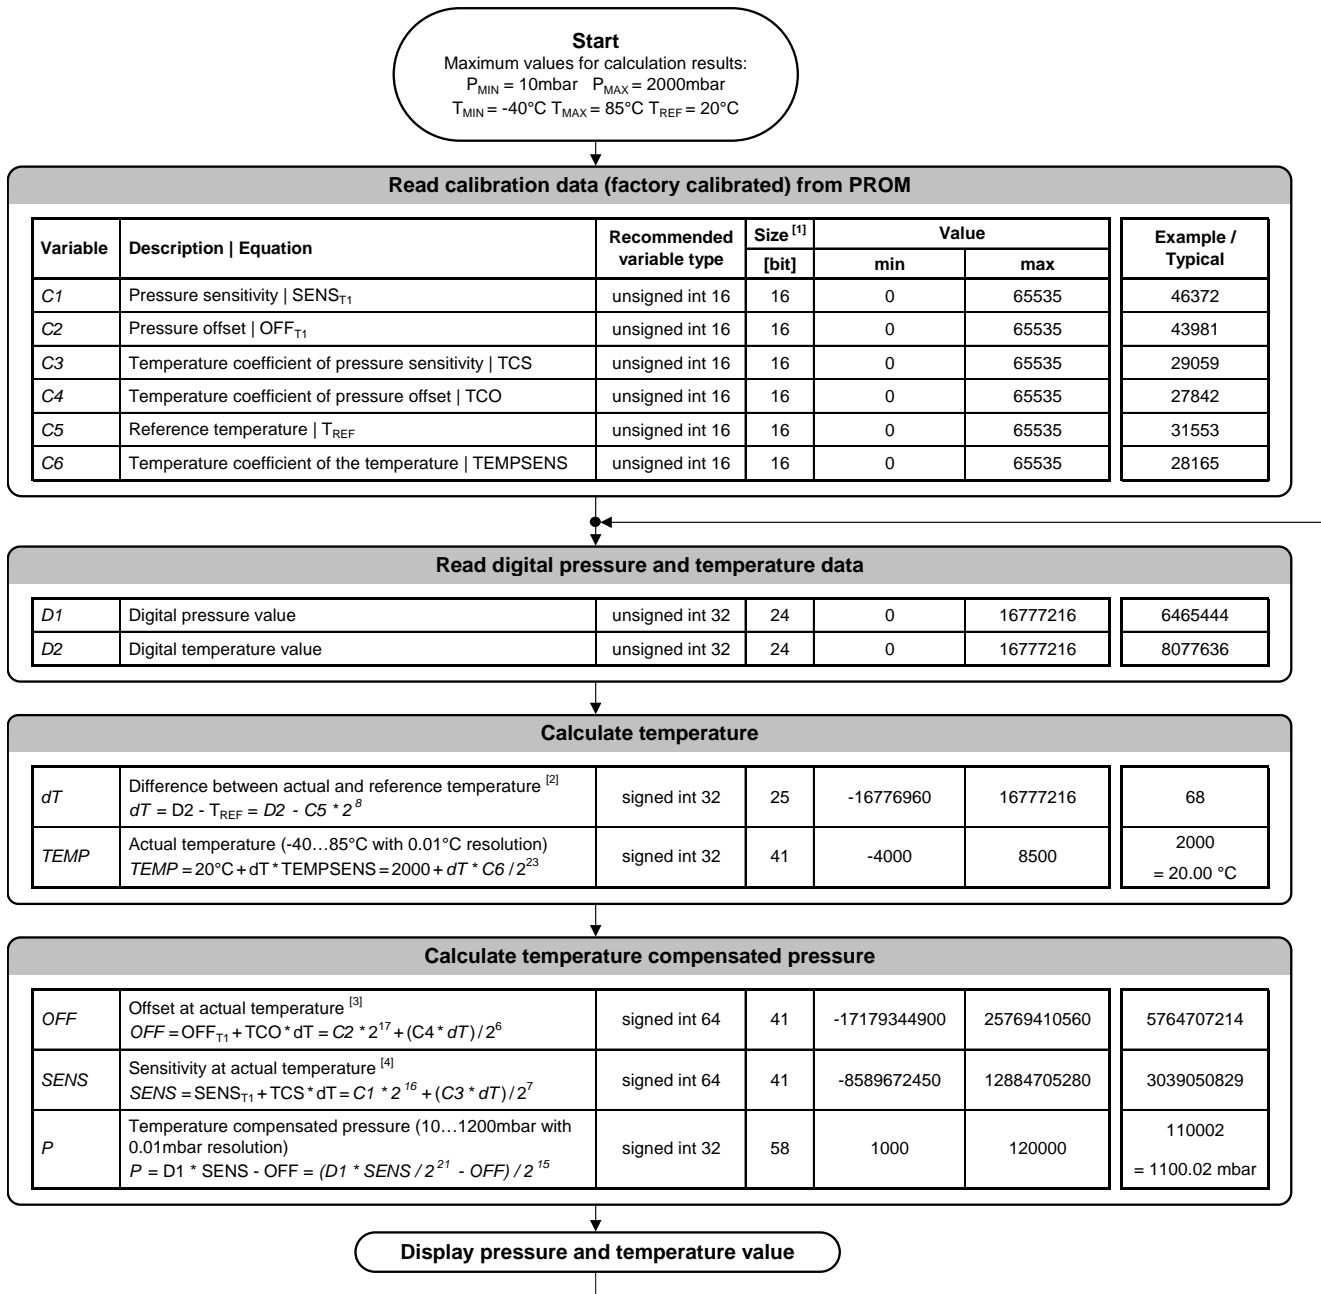 Start
Maximum values for calculation results:
PMIN = 10mbar PMAX = 2000mbar
TMIN = -40°C TMAX = 85°C TREF = 20°C
Read calibration data (factory calibrated) from PROM
Variable | Description | Equation | Recommended variable type | Size [1] [bit] | Value min | max | Example / Typical
C1 | Pressure sensitivity | SENST1 | unsigned int 16 | 16 | 0 | 65535 | 46372
C2 | Pressure offset | OFFT1 | unsigned int 16 | 16 | 0 | 65535 | 43981
C3 | Temperature coefficient of pressure sensitivity | TCS | unsigned int 16 | 16 | 0 | 65535 | 29059
C4 | Temperature coefficient of pressure offset | TCO | unsigned int 16 | 16 | 0 | 65535 | 27842
C5 | Reference temperature | TREF | unsigned int 16 | 16 | 0 | 65535 | 31553
C6 | Temperature coefficient of the temperature | TEMPSENS | unsigned int 16 | 16 | 0 | 65535 | 28165
Read digital pressure and temperature data
D1 | Digital pressure value | unsigned int 32 | 24 | 0 | 16777216 | 6465444
D2 | Digital temperature value | unsigned int 32 | 24 | 0 | 16777216 | 8077636
Calculate temperature
dT | Difference between actual and reference temperature [2]
dT = D2 - TREF = D2 - C5 * 2^8 | signed int 32 | 25 | -16776960 | 16777216 | 68
TEMP | Actual temperature (-40…85°C with 0.01°C resolution)
TEMP = 20°C + dT * TEMPSENS = 2000 + dT * C6 / 2^23 | signed int 32 | 41 | -4000 | 8500 | 2000
= 20.00 °C
Calculate temperature compensated pressure
OFF | Offset at actual temperature [3]
OFF = OFFT1 + TCO * dT = C2 * 2^17 + (C4 * dT) / 2^6 | signed int 64 | 41 | -17179344900 | 25769410560 | 5764707214
SENS | Sensitivity at actual temperature [4]
SENS = SENST1 + TCS * dT = C1 * 2^16 + (C3 * dT) / 2^7 | signed int 64 | 41 | -8589672450 | 12884705280 | 3039050829
P | Temperature compensated pressure (10…1200mbar with
0.01mbar resolution)
P = D1 * SENS - OFF = (D1 * SENS / 2^21 - OFF) / 2^15 | signed int 32 | 58 | 1000 | 120000 | 110002
= 1100.02 mbar
Display pressure and temperature value